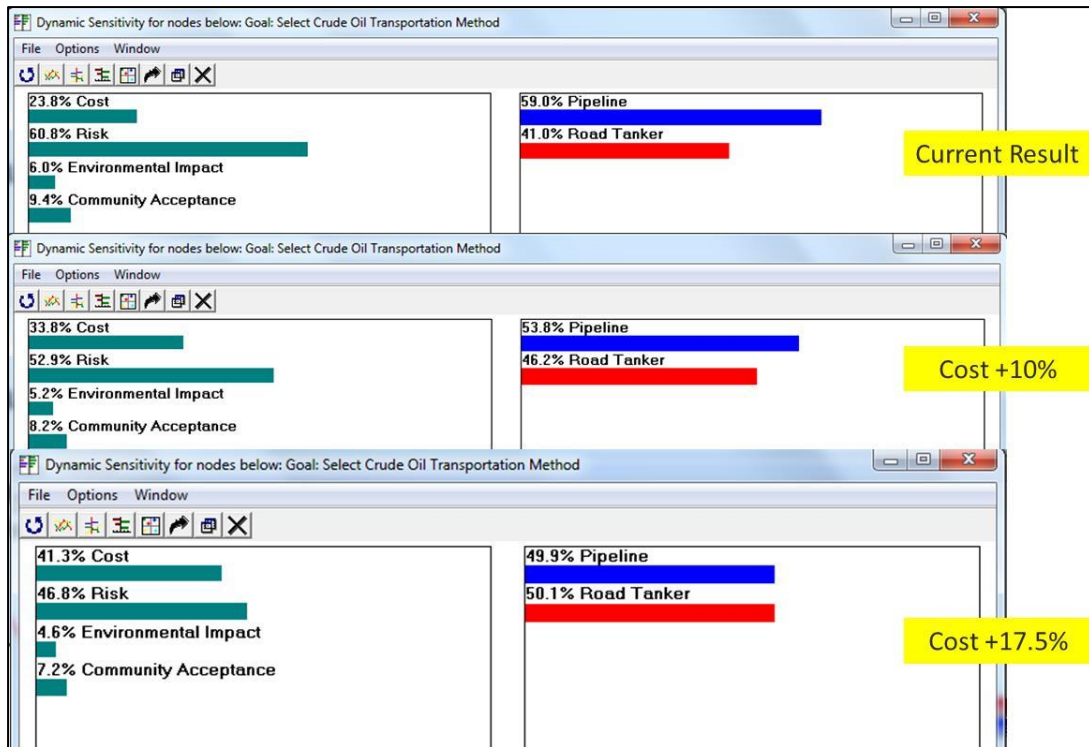 Dynamic Sensitivity for nodes below: Goal: Select Crude Oil Transportation Method
File Options Window
23.8% Cost
60.8% Risk
6.0% Environmental Impact
9.4% Community Acceptance
59.0% Pipeline
41.0% Road Tanker
Current Result
Dynamic Sensitivity for nodes below: Goal: Select Crude Oil Transportation Method
File Options Window
33.8% Cost
52.9% Risk
5.2% Environmental Impact
8.2% Community Acceptance
53.8% Pipeline
46.2% Road Tanker
Cost +10%
Dynamic Sensitivity for nodes below: Goal: Select Crude Oil Transportation Method
File Options Window
41.3% Cost
46.8% Risk
4.6% Environmental Impact
7.2% Community Acceptance
49.9% Pipeline
50.1% Road Tanker
Cost +17.5%